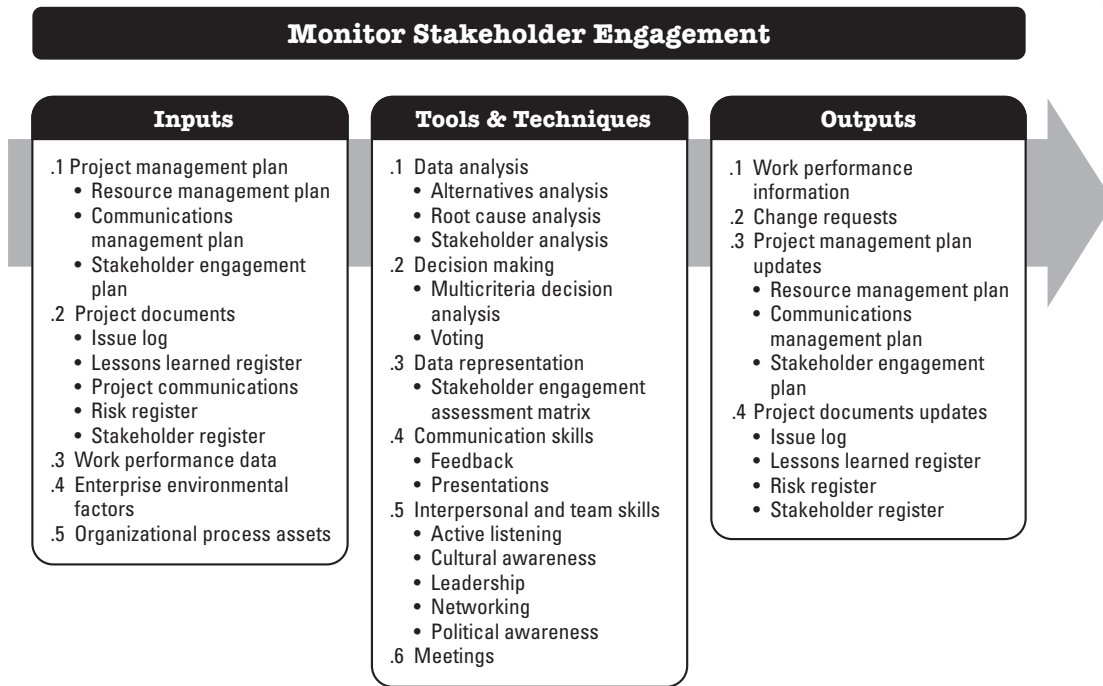 Monitor Stakeholder Engagement
Inputs
.1 Project management plan
• Resource management plan
• Communications
management plan
• Stakeholder engagement
plan
.2 Project documents
• Issue log
• Lessons learned register
• Project communications
• Risk register
• Stakeholder register
.3 Work performance data
.4 Enterprise environmental
factors
.5 Organizational process assets
Tools & Techniques
.1 Data analysis
• Alternatives analysis
• Root cause analysis
• Stakeholder analysis
.2 Decision making
• Multicriteria decision
analysis
• Voting
.3 Data representation
• Stakeholder engagement
assessment matrix
.4 Communication skills
• Feedback
• Presentations
.5 Interpersonal and team skills
• Active listening
• Cultural awareness
• Leadership
• Networking
• Political awareness
.6 Meetings
Outputs
.1 Work performance
information
.2 Change requests
.3 Project management plan
updates
• Resource management plan
• Communications
management plan
• Stakeholder engagement
plan
.4 Project documents updates
• Issue log
• Lessons learned register
• Risk register
• Stakeholder register